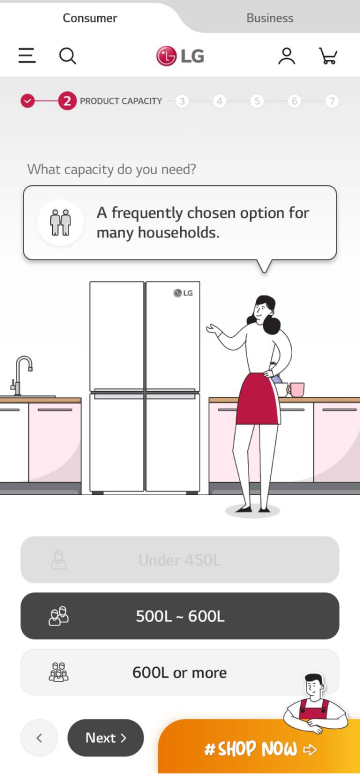 Consumer
Business
LG
2 PRODUCT CAPACITY 3 4 5 6 7
What capacity do you need?
A frequently chosen option for
many households.
LG
Under 450L
500L ~ 600L
600L or more
Next
#SHOP NOW